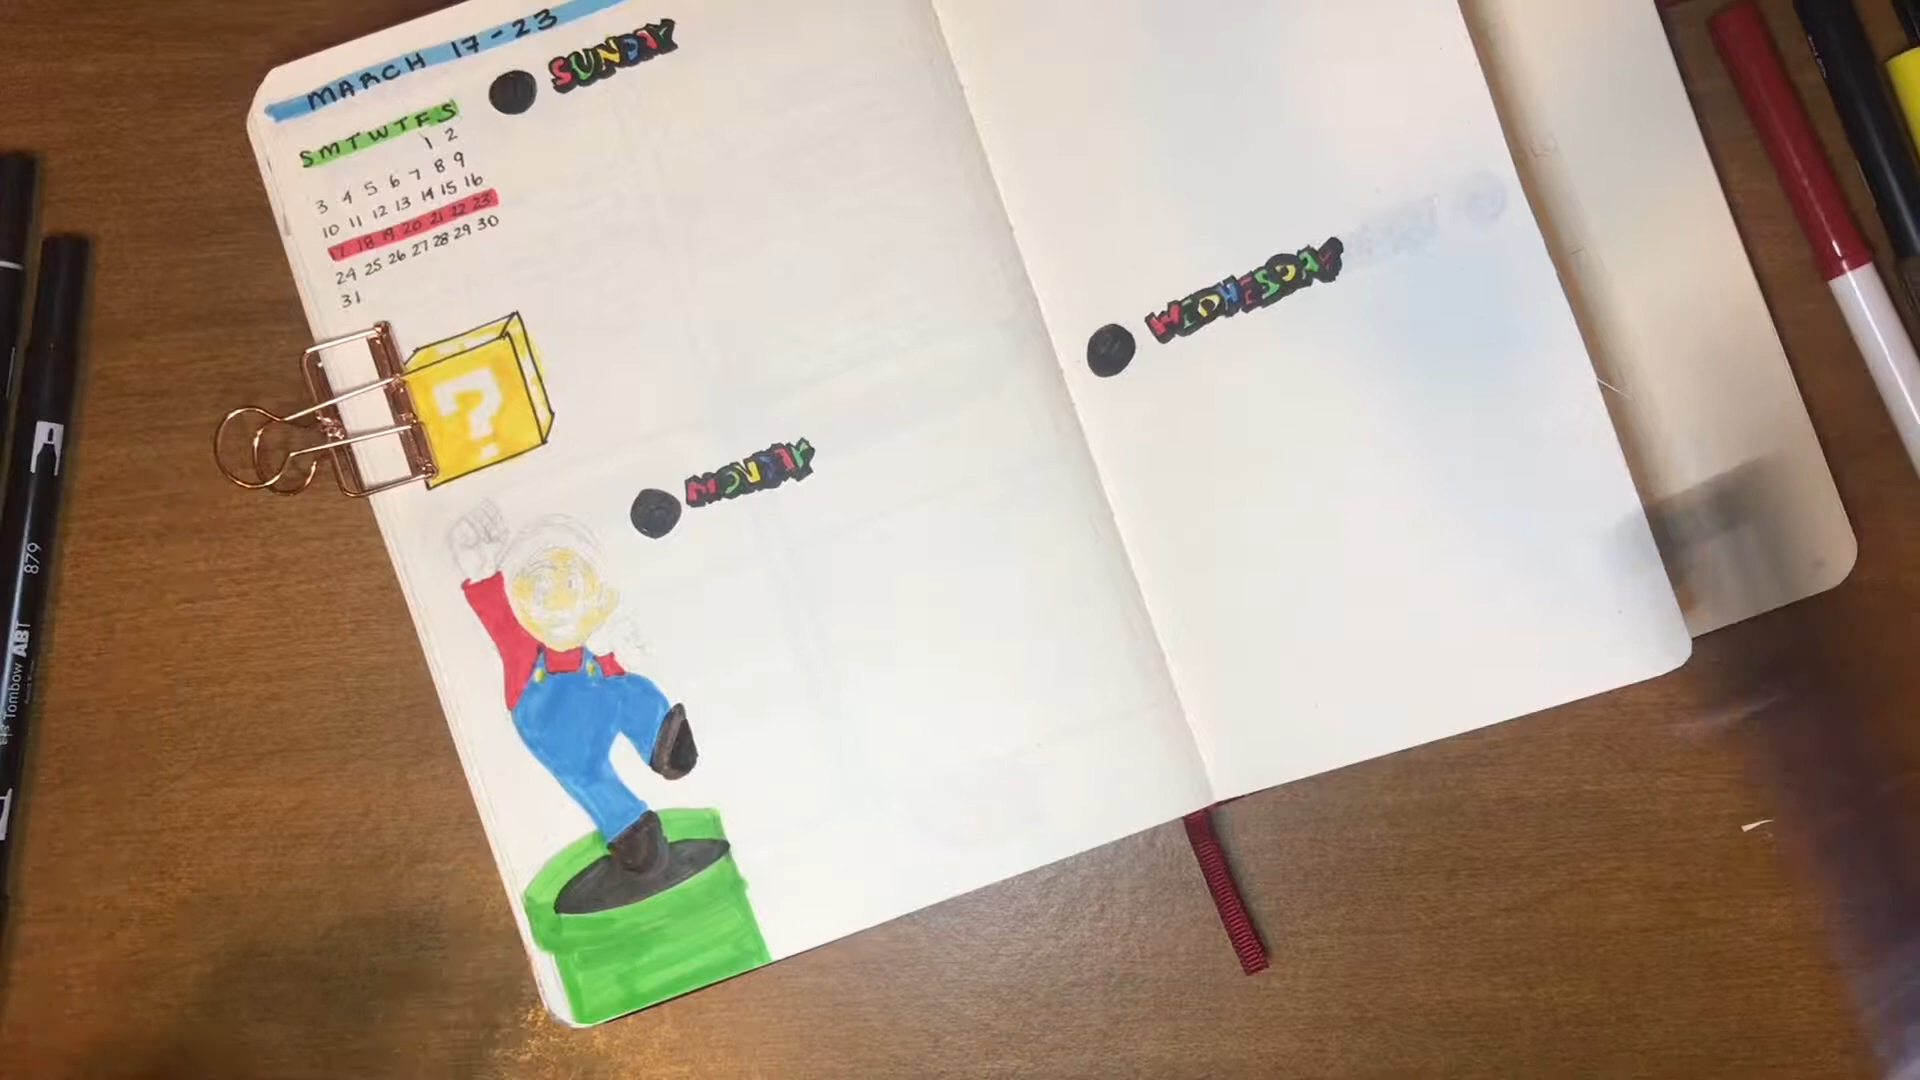 MARCH 17-23
SMTWTFS
1 2
3 4 5 6 7 8 9
10 11 12 13 14 15 16
17 18 19 20 21 22 23
24 25 26 27 28 29 30
31
SUNDAY
?
MONDAY
WEDNESDAY
879
Tombow ABT